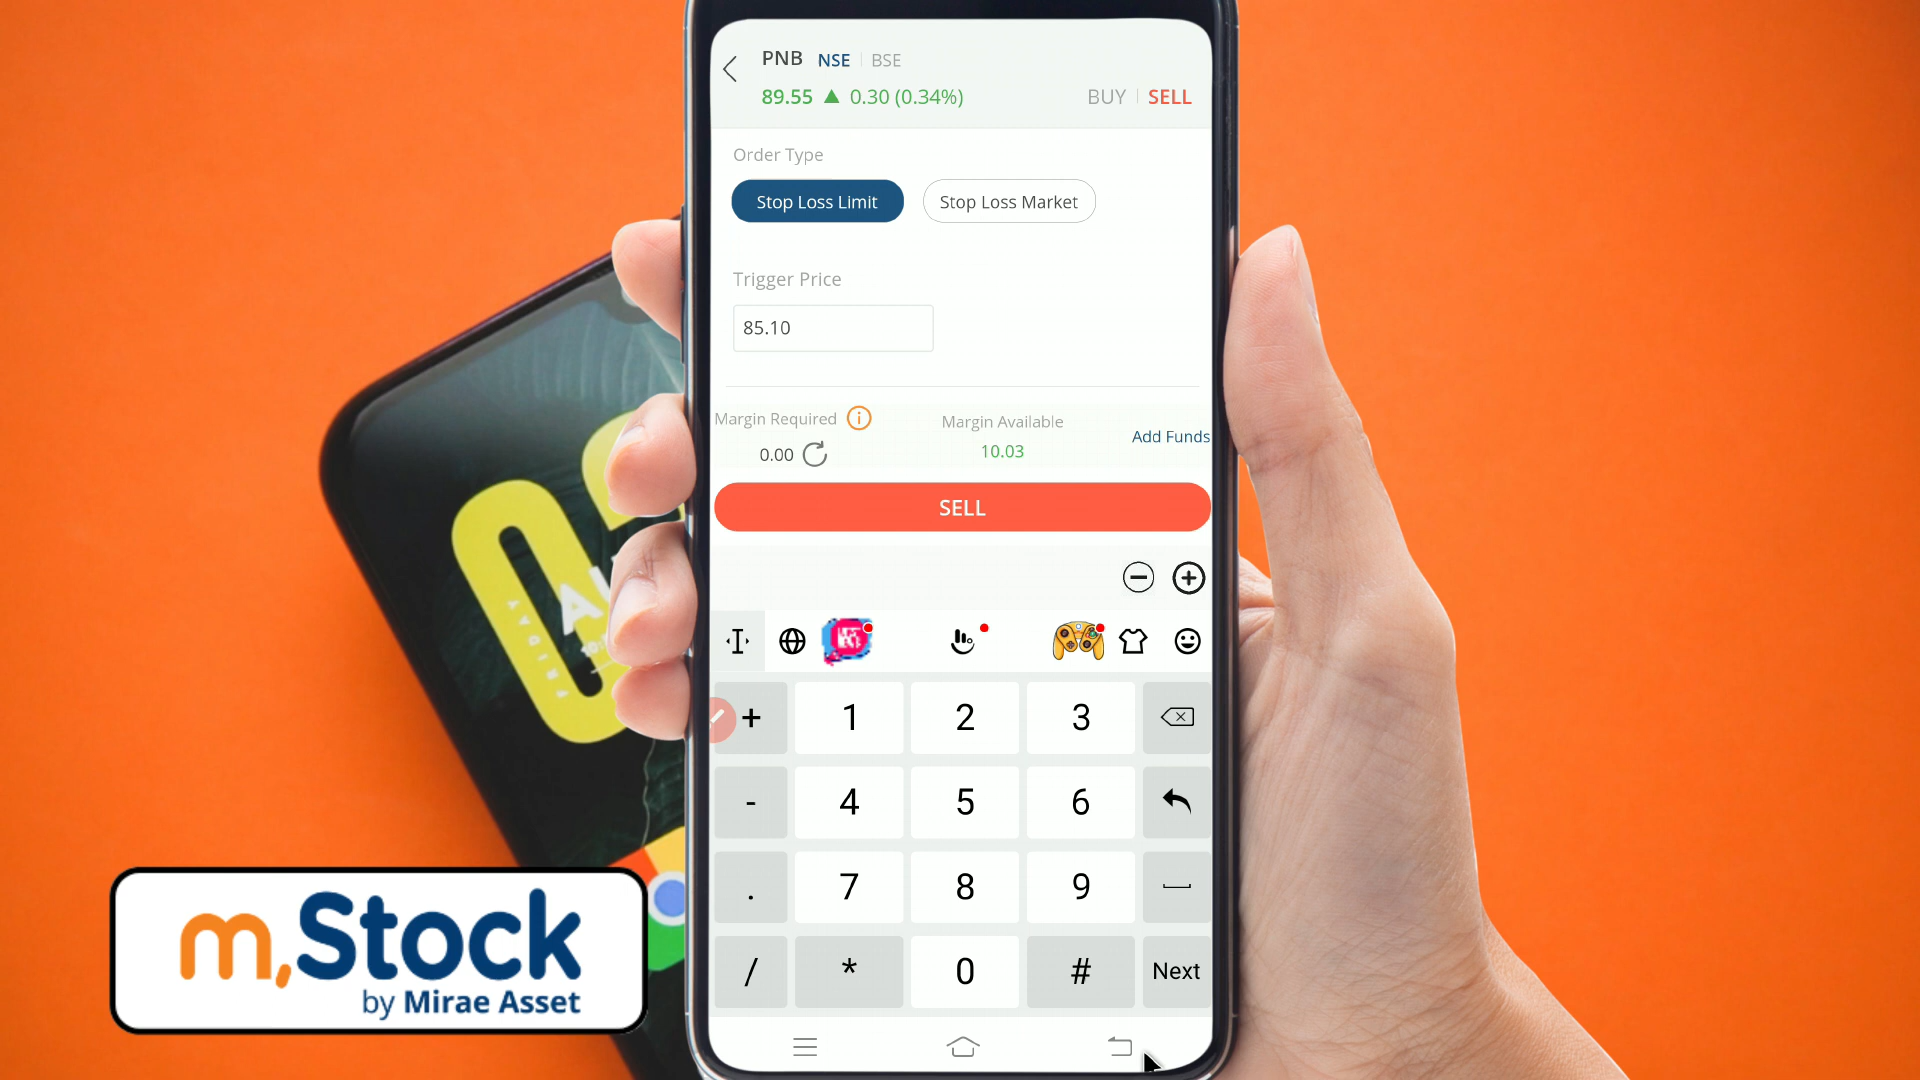 PNB NSE BSE
89.55 ▲ 0.30 (0.34%) BUY SELL
Order Type
Stop Loss Limit Stop Loss Market
Trigger Price
85.10
Margin Required Margin Available
0.00 10.03 Add Funds
SELL
+ 1 2 3
- 4 5 6
. 7 8 9
/ * 0 # Next
m.Stock
by Mirae Asset